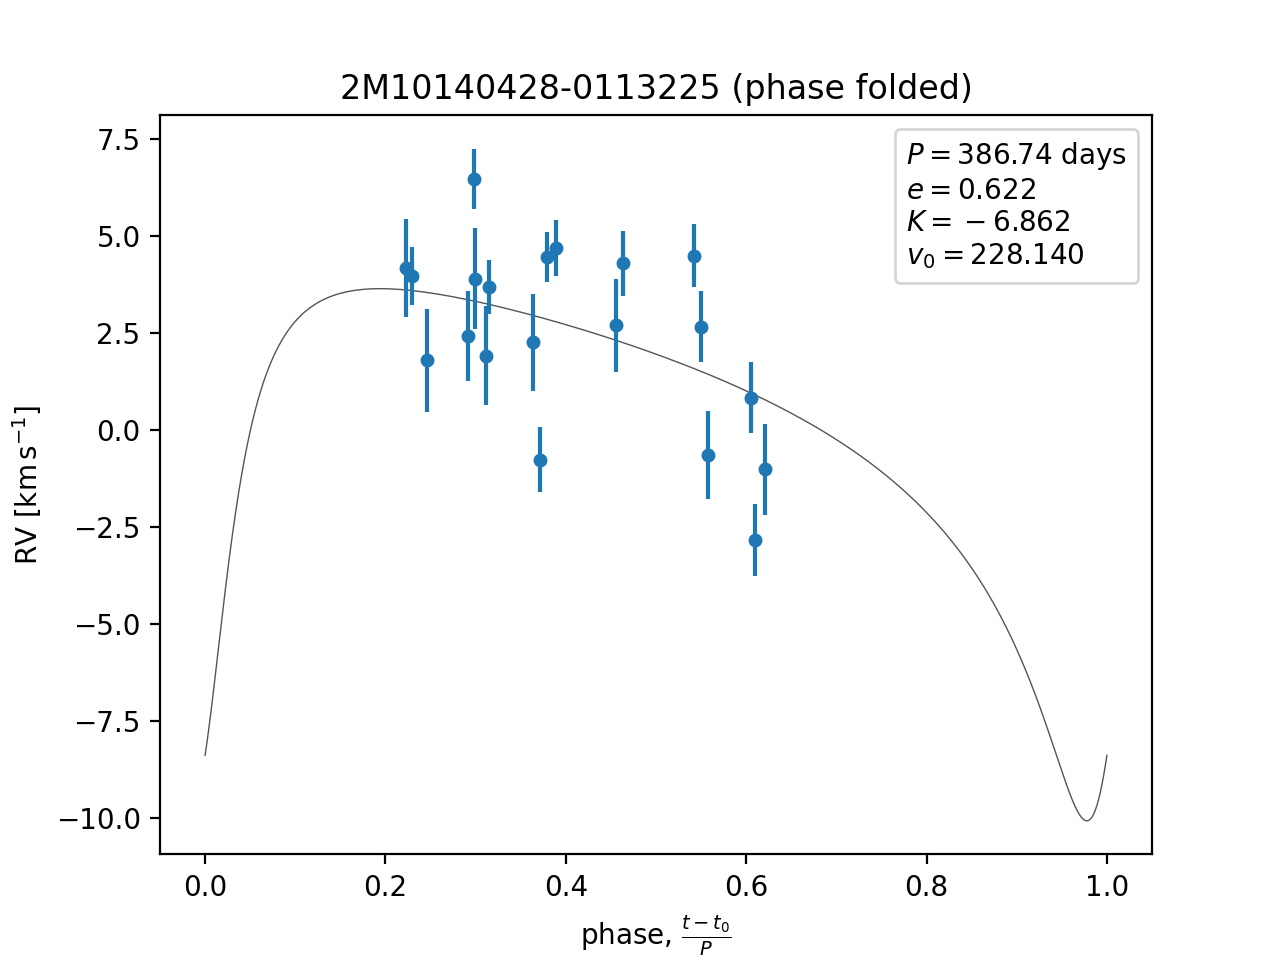 2M10140428-0113225 (phase folded)
P = 386.74 days
e = 0.622
K = −6.862
v₀ = 228.140
RV [km s⁻¹]
7.5
5.0
2.5
0.0
−2.5
−5.0
−7.5
−10.0
0.0 0.2 0.4 0.6 0.8 1.0
phase, (t − t₀)/P